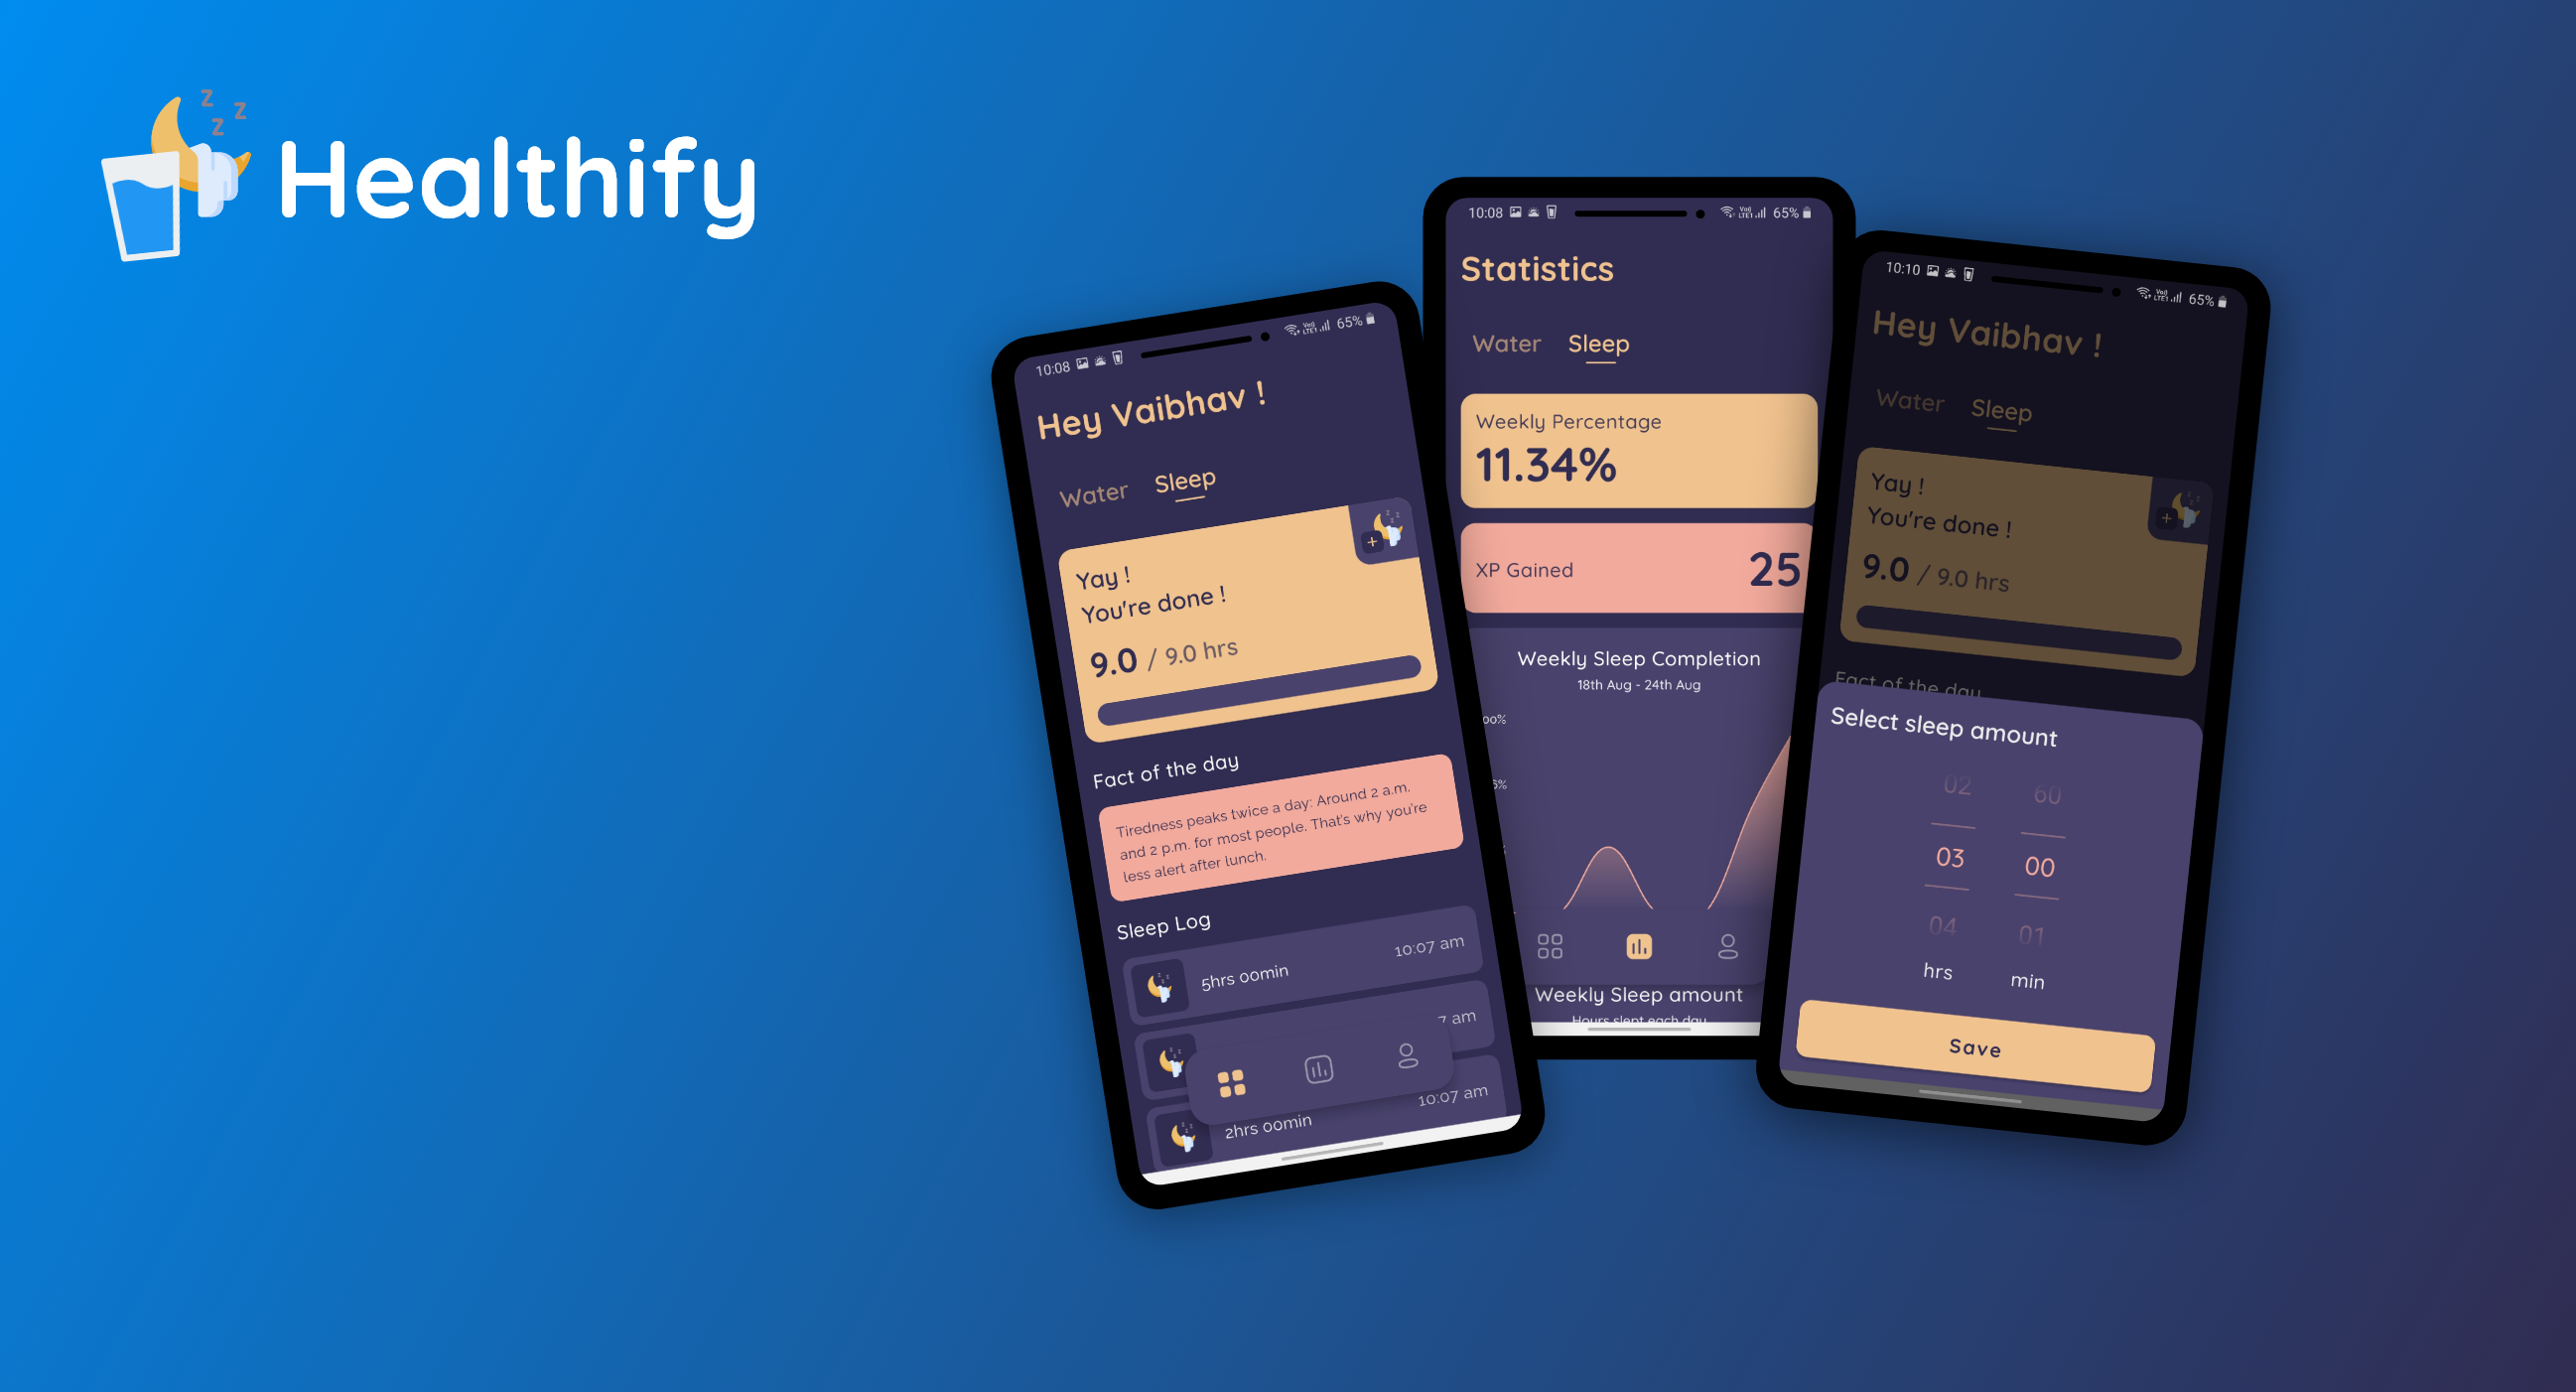 z
z
z
Healthify
10:08
65%
Hey Vaibhav !
Water Sleep
Yay !
You're done !
9.0 / 9.0 hrs
Fact of the day
Tiredness peaks twice a day: Around 2 a.m.
and 2 p.m. for most people. That's why you're
less alert after lunch.
Sleep Log
5hrs 00min 10:07 am
7 am
2hrs 00min 10:07 am
10:08
65%
Statistics
Water Sleep
Weekly Percentage
11.34%
XP Gained 25
Weekly Sleep Completion
18th Aug - 24th Aug
Weekly Sleep amount
Hours slept each day
10:10
65%
Hey Vaibhav !
Water Sleep
Yay !
You're done !
9.0 / 9.0 hrs
Fact of the day
Select sleep amount
02 60
03 00
04 01
hrs min
Save